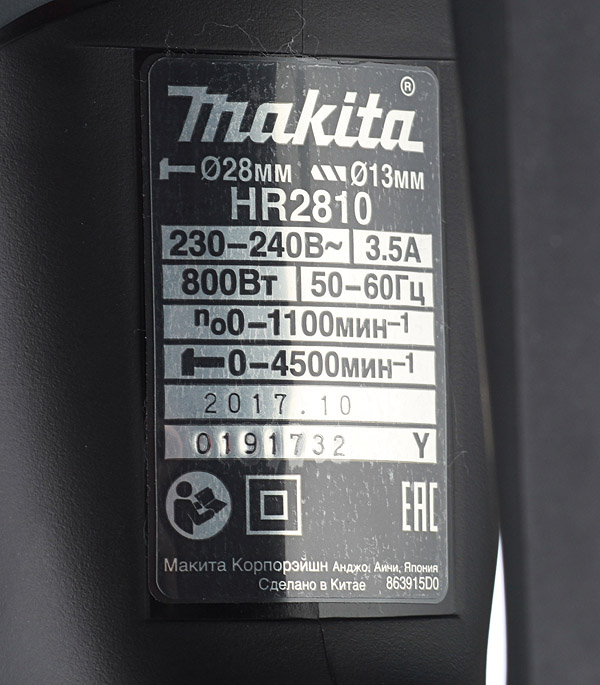 makita®
Ø28мм Ø13мм
HR2810
230–240В~ 3.5А
800Вт 50–60Гц
n₀0–1100мин⁻¹
0–4500мин⁻¹
2017.10
0191732 Y
EAC
Макита Корпорэйшн Анджо, Аичи, Япония
Сделано в Китае 863915D0